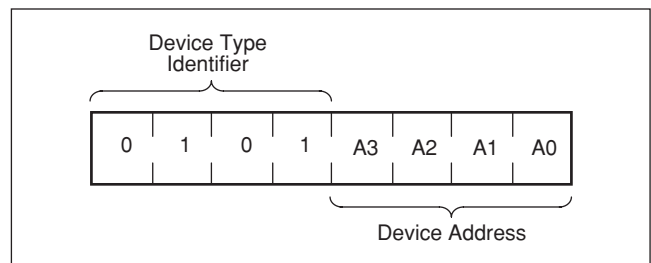 Device Type
Identifier
0 1 0 1 A3 A2 A1 A0
Device Address